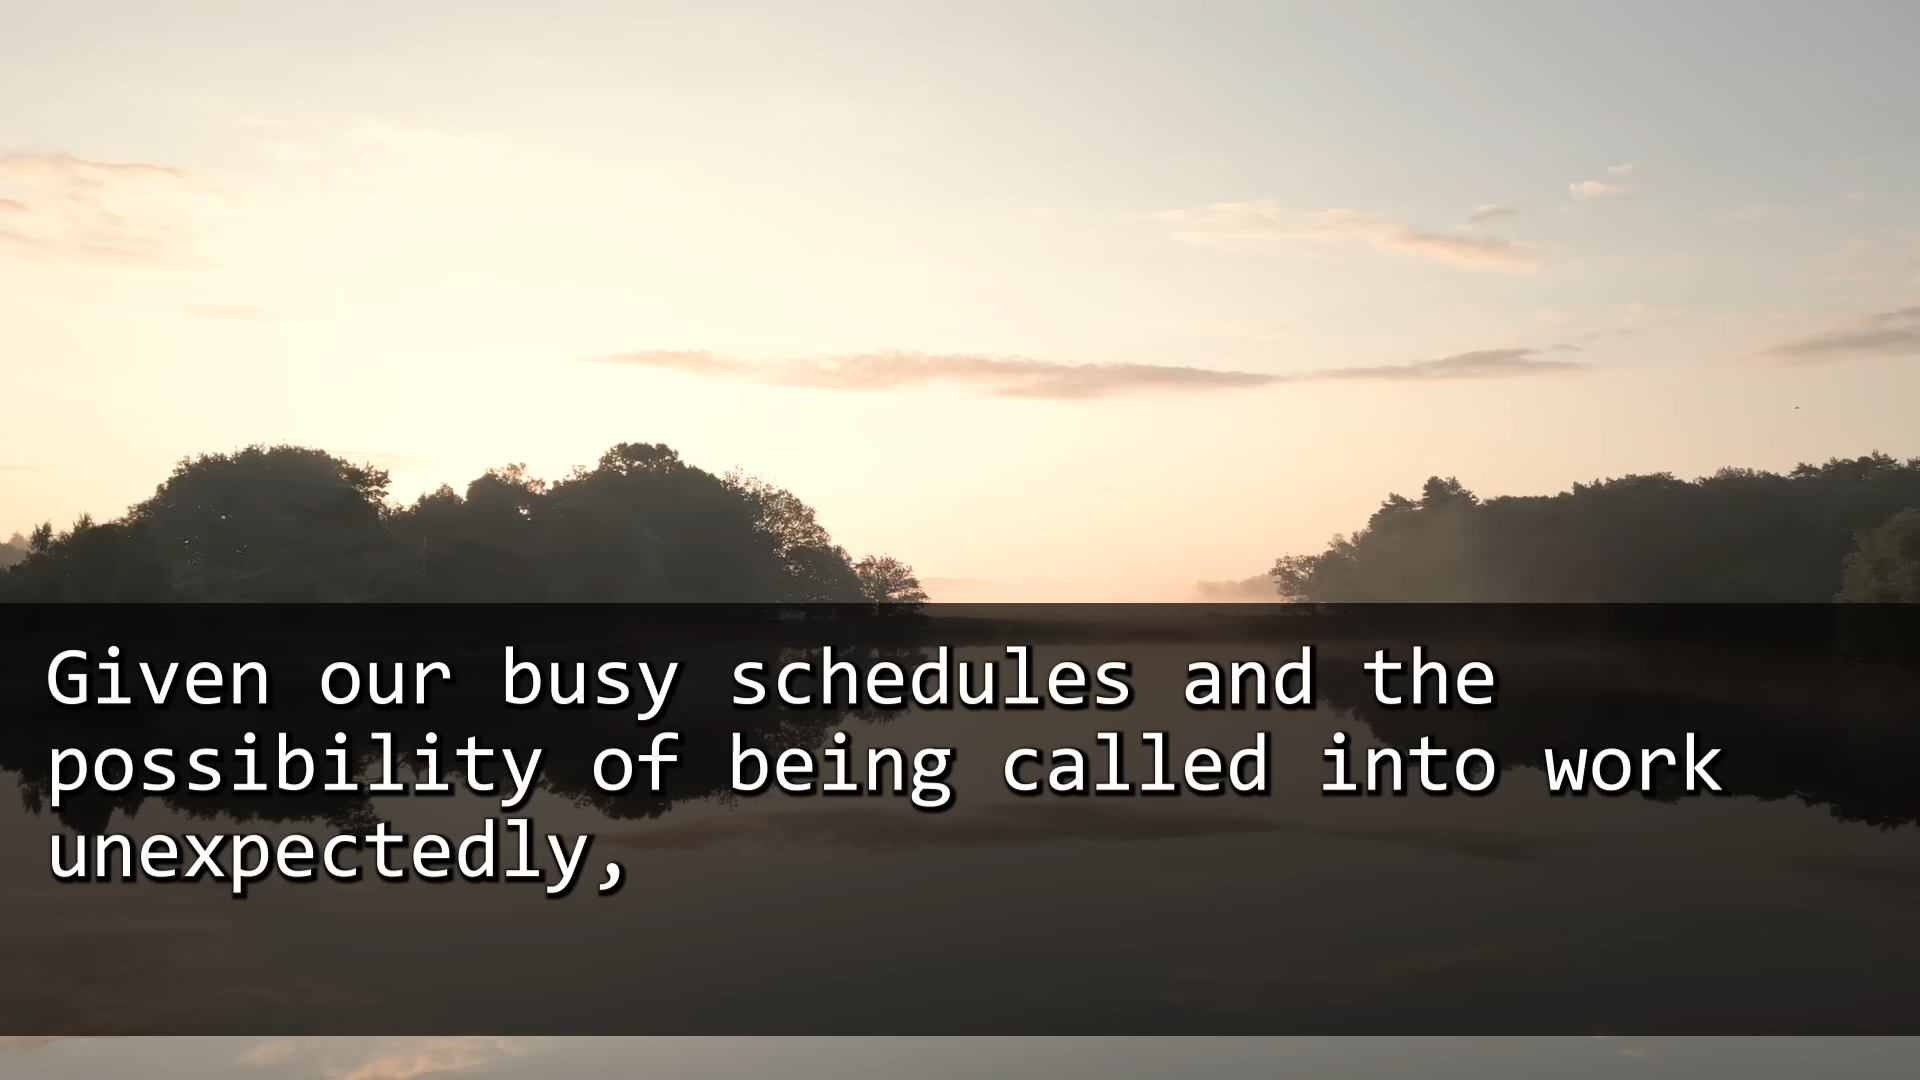 Given our busy schedules and the
possibility of being called into work
unexpectedly,